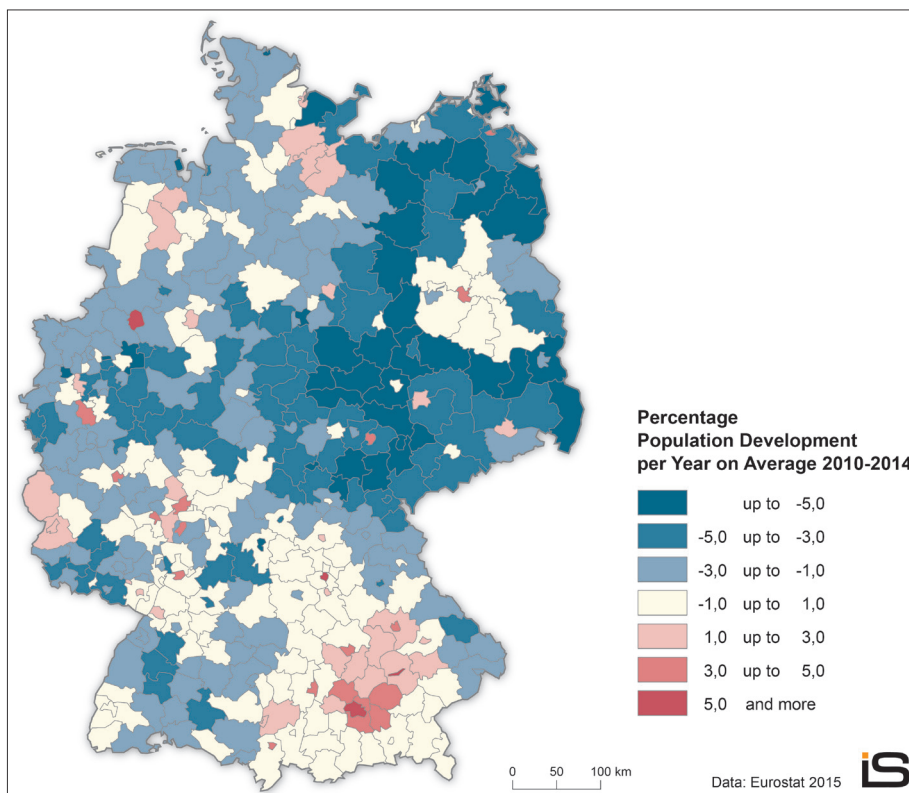 Percentage
Population Development
per Year on Average 2010-2014
up to -5,0
-5,0 up to -3,0
-3,0 up to -1,0
-1,0 up to 1,0
1,0 up to 3,0
3,0 up to 5,0
5,0 and more
0 50 100 km
Data: Eurostat 2015
iS